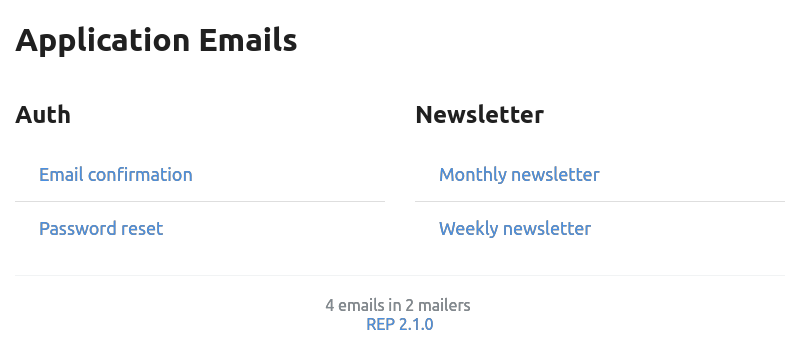 Application Emails
Auth
Email confirmation
Password reset
Newsletter
Monthly newsletter
Weekly newsletter
4 emails in 2 mailers
REP 2.1.0